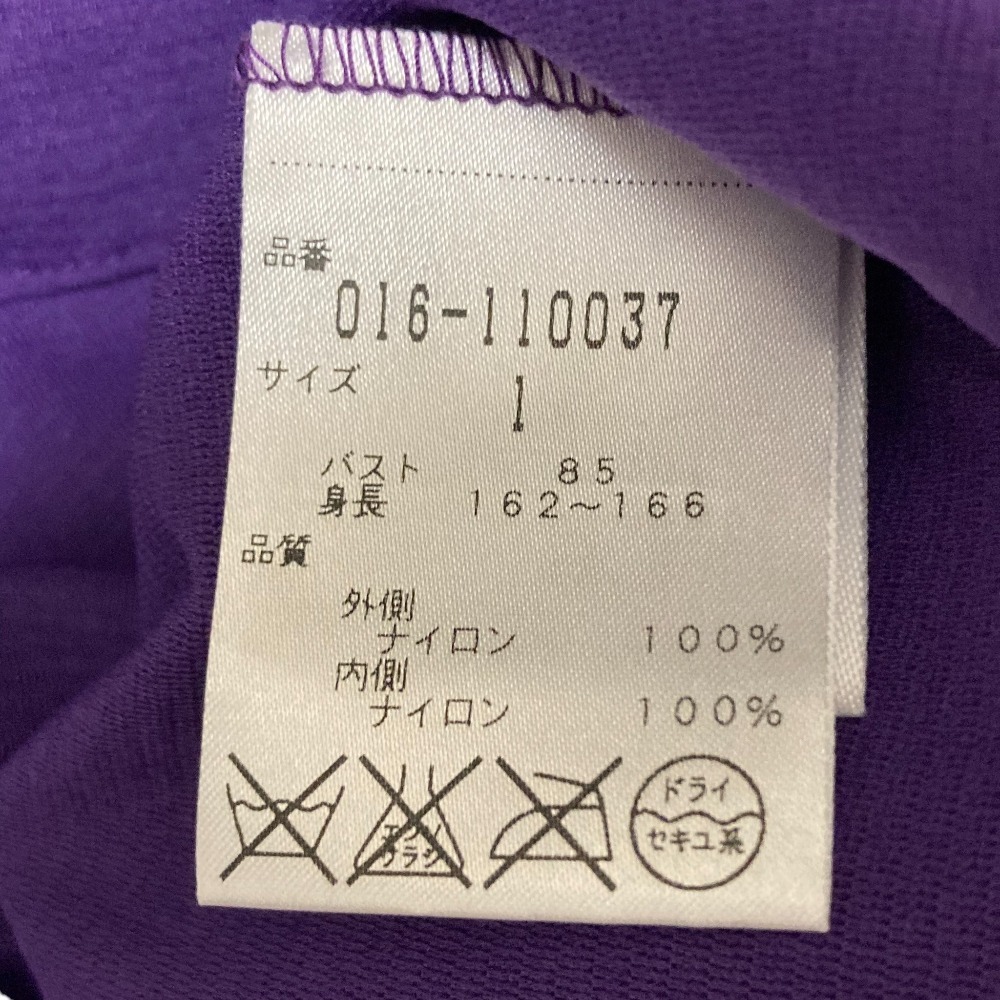 品番
016-110037
サイズ
1
バスト 85
身長 162～166
品質
外側
ナイロン 100%
内側
ナイロン 100%
エンソ
サラシ
ドライ
セキユ系